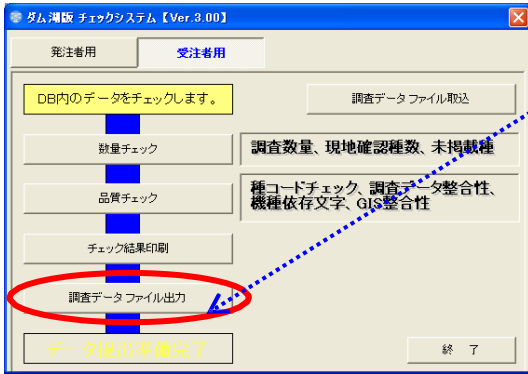 ダム湖版 チェックシステム【Ver.3.00】
発注者用
受注者用
DB内のデータをチェックします。
調査データファイル取込
数量チェック
調査数量、現地確認種数、未掲載種
品質チェック
種コードチェック、調査データ整合性、
機種依存文字、GIS整合性
チェック結果印刷
調査データファイル出力
データ提出準備完了
終 了